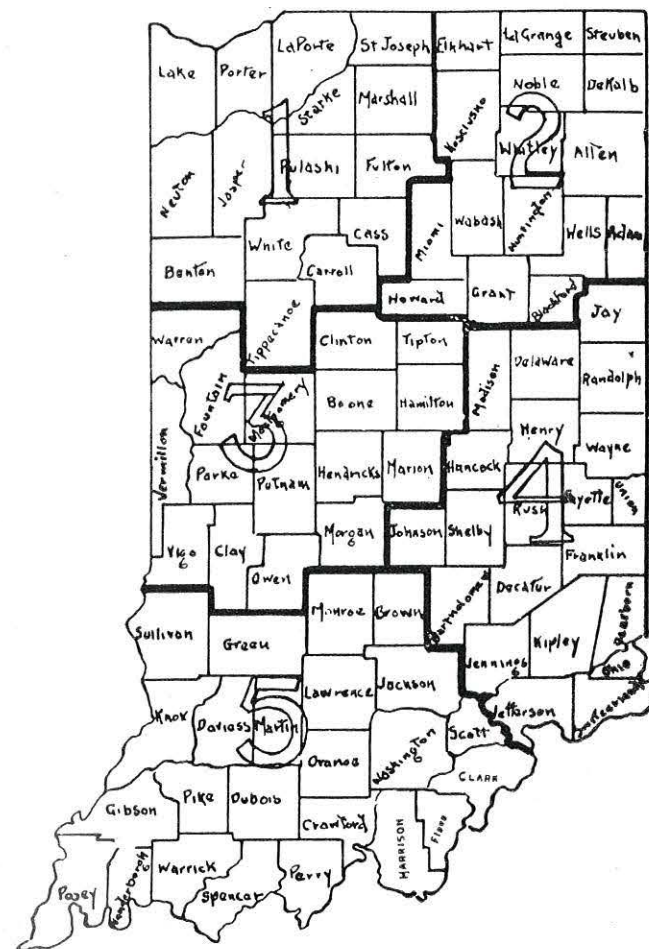 LaPorte
St Joseph
Elkhart
LaGrange
Steuben
Lake
Porter
Noble
DeKalb
Starke
Marshall
Kosciusko
1
2
Whitley
Allen
Newton
Jasper
Pulaski
Fulton
Miami
Wabash
Huntington
Wells
Adams
White
Cass
Benton
Carroll
Howard
Grant
Blackford
Jay
Warren
Tippecanoe
Clinton
Tipton
Madison
Delaware
Randolph
Fountain
3
Montgomery
Boone
Hamilton
Henry
Wayne
Vermillon
Parke
Putnam
Hendricks
Marion
Hancock
4
Rush
Fayette
Union
Vigo
Clay
Owen
Morgan
Johnson
Shelby
Franklin
Decatur
Sullivan
Green
Monroe
Brown
Bartholomew
Jennings
Ripley
Dearborn
Ohio
Knox
Daviess
5
Martin
Lawrence
Jackson
Jefferson
Orange
Washington
Scott
CLARK
Gibson
Pike
Dubois
Crawford
HARRISON
FLOYD
Posey
Vanderborgh
Warrick
Spencer
Perry